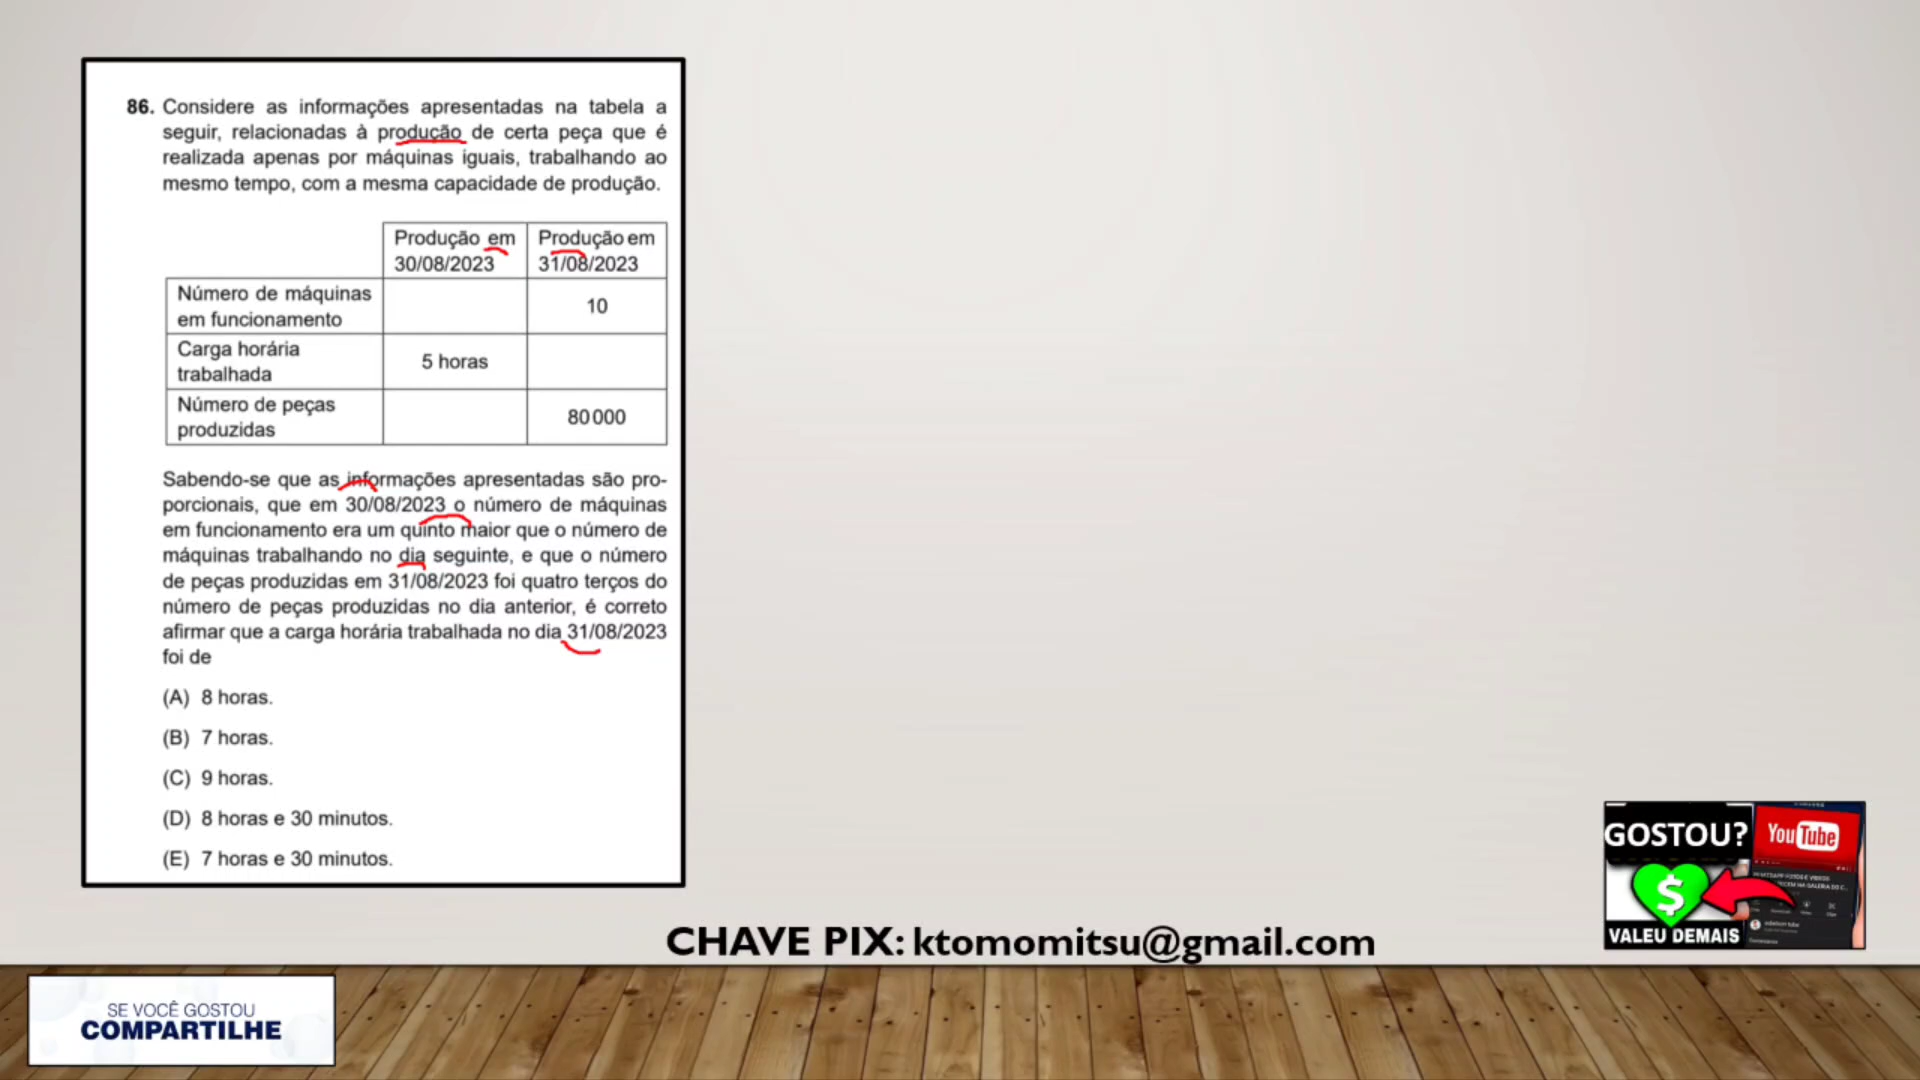 86. Considere as informações apresentadas na tabela a
seguir, relacionadas à produção de certa peça que é
realizada apenas por máquinas iguais, trabalhando ao
mesmo tempo, com a mesma capacidade de produção.
Produção em 30/08/2023
Produção em 31/08/2023
Número de máquinas em funcionamento
10
Carga horária trabalhada
5 horas
Número de peças produzidas
80 000
Sabendo-se que as informações apresentadas são pro-
porcionais, que em 30/08/2023 o número de máquinas
em funcionamento era um quinto maior que o número de
máquinas trabalhando no dia seguinte, e que o número
de peças produzidas em 31/08/2023 foi quatro terços do
número de peças produzidas no dia anterior, é correto
afirmar que a carga horária trabalhada no dia 31/08/2023
foi de
(A) 8 horas.
(B) 7 horas.
(C) 9 horas.
(D) 8 horas e 30 minutos.
(E) 7 horas e 30 minutos.
GOSTOU?
YouTube
$
VALEU DEMAIS
CHAVE PIX: ktomomitsu@gmail.com
SE VOCÊ GOSTOU
COMPARTILHE